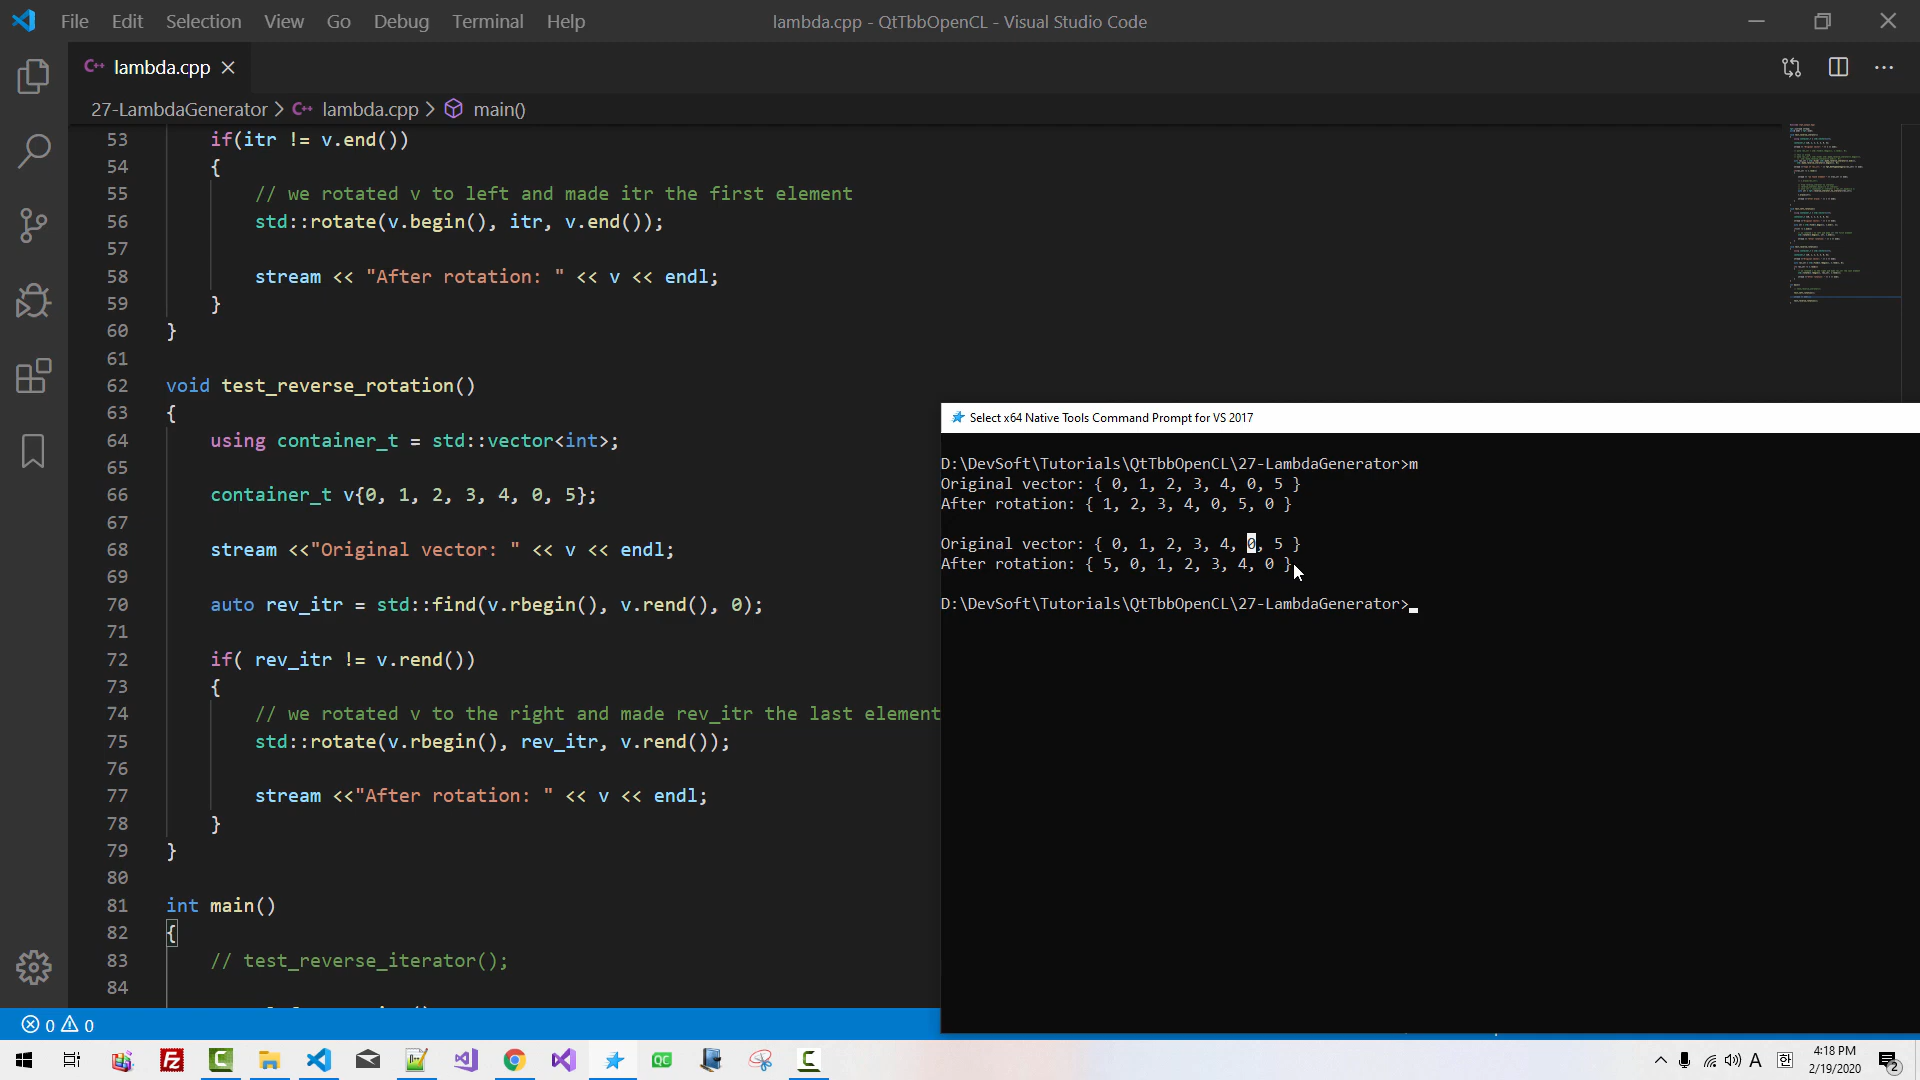 File Edit Selection View Go Debug Terminal Help
lambda.cpp - QtTbbOpenCL - Visual Studio Code
C++ lambda.cpp
27-LambdaGenerator > C++ lambda.cpp > main()
53 if(itr != v.end())
54 {
55 // we rotated v to left and made itr the first element
56 std::rotate(v.begin(), itr, v.end());
57
58 stream << "After rotation: " << v << endl;
59 }
60 }
61
62 void test_reverse_rotation()
63 {
64 using container_t = std::vector<int>;
65
66 container_t v{0, 1, 2, 3, 4, 0, 5};
67
68 stream <<"Original vector: " << v << endl;
69
70 auto rev_itr = std::find(v.rbegin(), v.rend(), 0);
71
72 if( rev_itr != v.rend())
73 {
74 // we rotated v to the right and made rev_itr the last element
75 std::rotate(v.rbegin(), rev_itr, v.rend());
76
77 stream <<"After rotation: " << v << endl;
78 }
79 }
80
81 int main()
82 {
83 // test_reverse_iterator();
84
Select x64 Native Tools Command Prompt for VS 2017
D:\DevSoft\Tutorials\QtTbbOpenCL\27-LambdaGenerator>m
Original vector: { 0, 1, 2, 3, 4, 0, 5 }
After rotation: { 1, 2, 3, 4, 0, 5, 0 }
Original vector: { 0, 1, 2, 3, 4, 0, 5 }
After rotation: { 5, 0, 1, 2, 3, 4, 0 }
D:\DevSoft\Tutorials\QtTbbOpenCL\27-LambdaGenerator>
0 0
QC
A 한
4:18 PM
2/19/2020
2